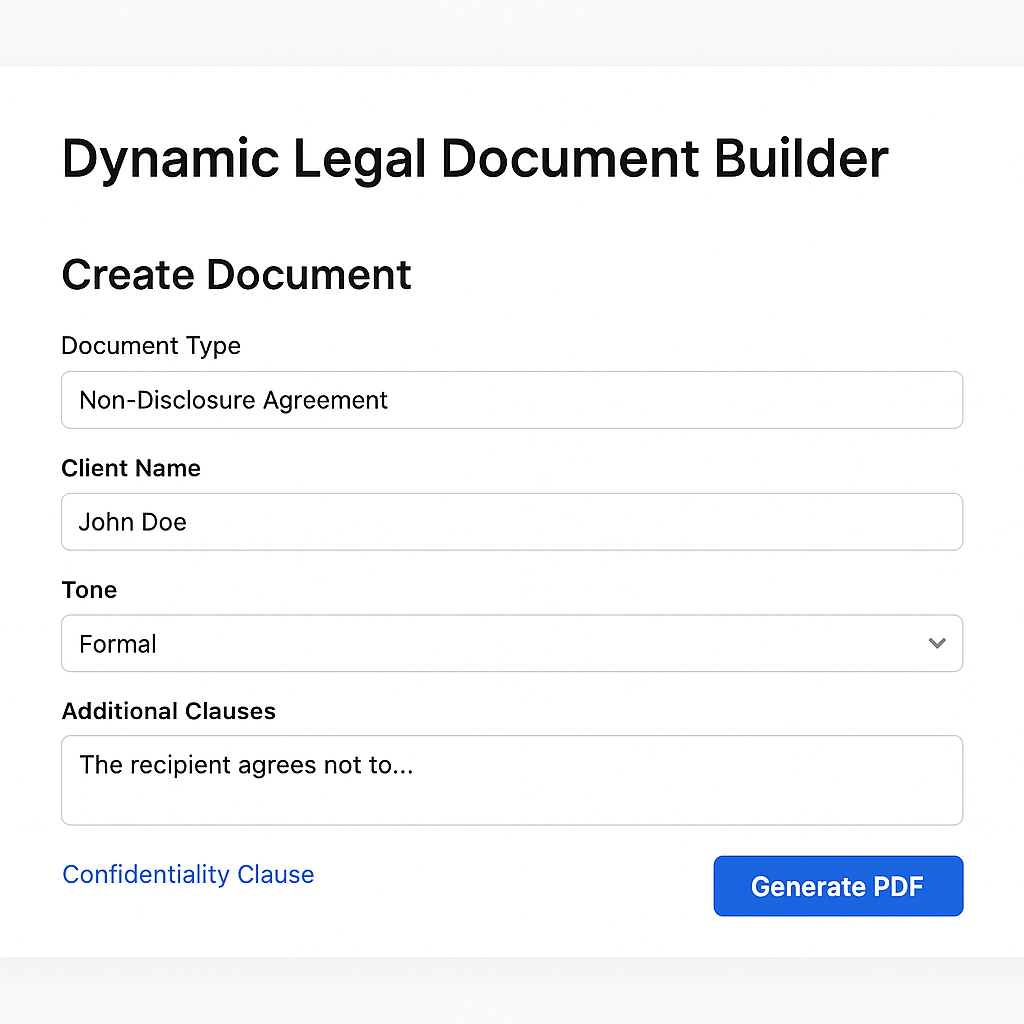 Dynamic Legal Document Builder
Create Document
Document Type
Non-Disclosure Agreement
Client Name
John Doe
Tone
Formal
Additional Clauses
The recipient agrees not to...
Confidentiality Clause
Generate PDF